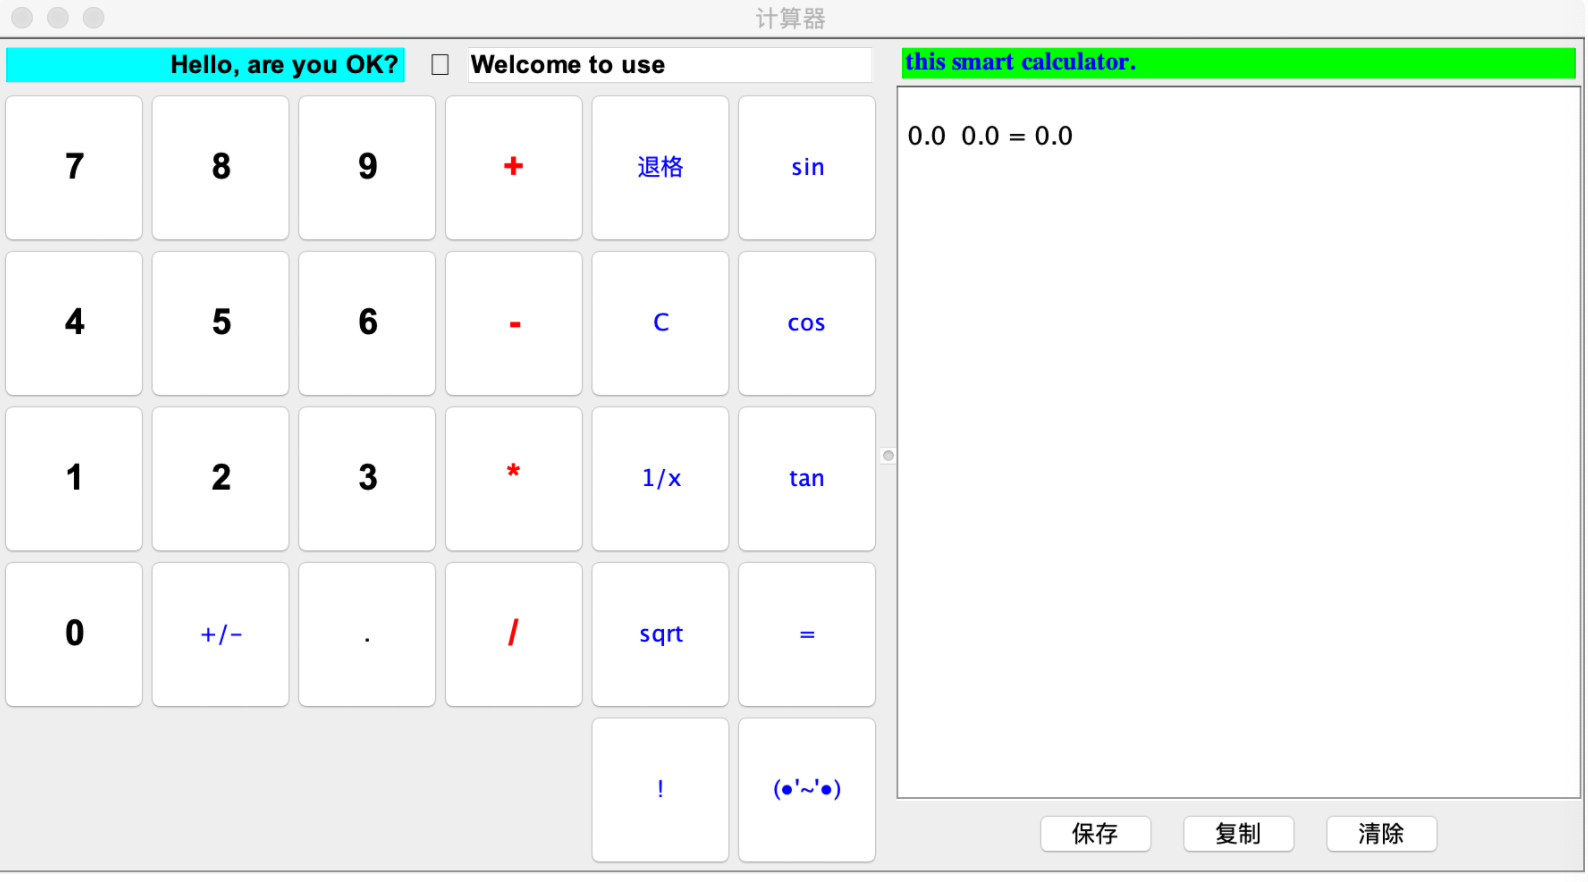 计算器
Hello, are you OK? Welcome to use this smart calculator.
7 8 9 + 退格 sin
0.0  0.0 = 0.0
4 5 6 - C cos
1 2 3 * 1/x tan
0 +/- . / sqrt =
! (●'~'●)
保存 复制 清除